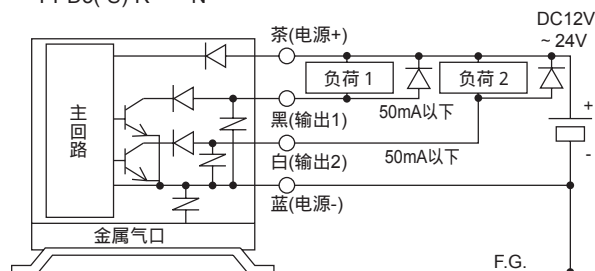 DC12V
~ 24V
茶(电源+)
负荷 1
负荷 2
黑(输出1)
50mA以下
+
主回路
白(输出2)
50mA以下
-
蓝(电源-)
金属气口
F.G.